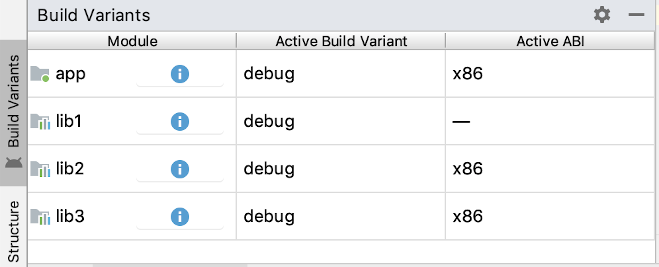 Build Variants
Module Active Build Variant Active ABI
app debug x86
lib1 debug —
lib2 debug x86
lib3 debug x86
Build Variants
Structure